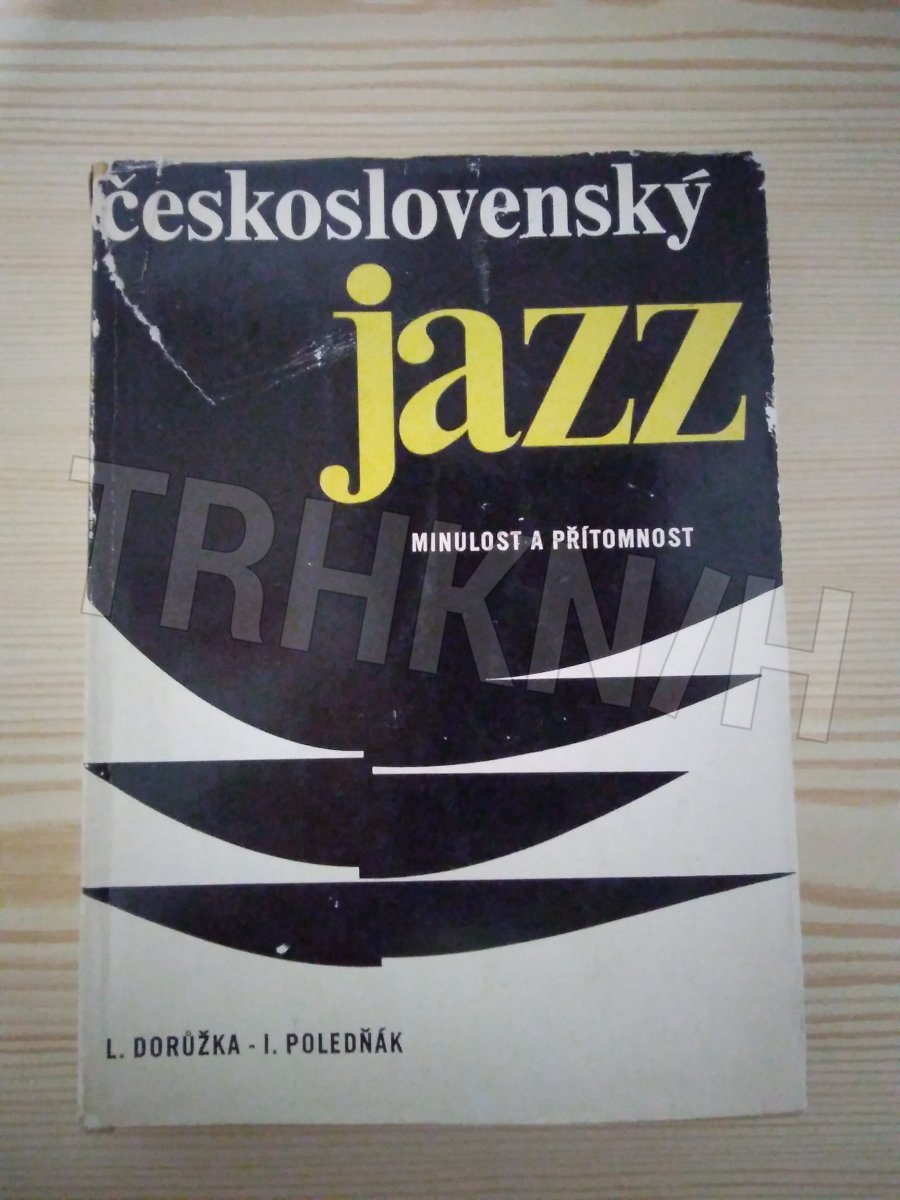 československý
jazz
MINULOST A PŘÍTOMNOST
TRHKNIH
L. DORŮŽKA - I. POLEDŇÁK